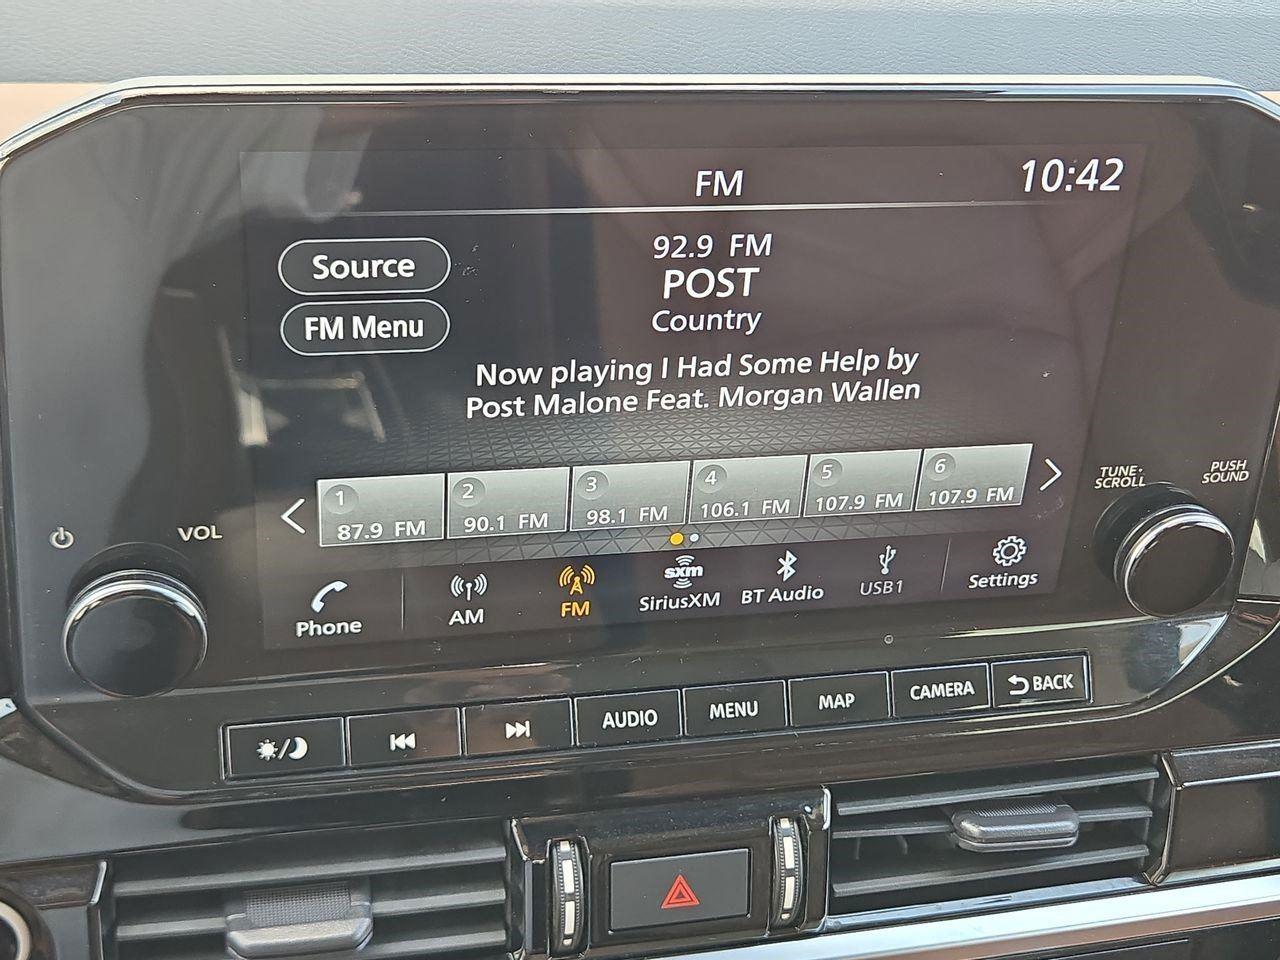 FM
10:42
Source
FM Menu
92.9 FM
POST
Country
Now playing I Had Some Help by
Post Malone Feat. Morgan Wallen
1
87.9 FM
2
90.1 FM
3
98.1 FM
4
106.1 FM
5
107.9 FM
6
107.9 FM
VOL
TUNE·
SCROLL
PUSH
SOUND
Phone
AM
FM
sxm
SiriusXM
BT Audio
USB1
Settings
AUDIO
MENU
MAP
CAMERA
BACK